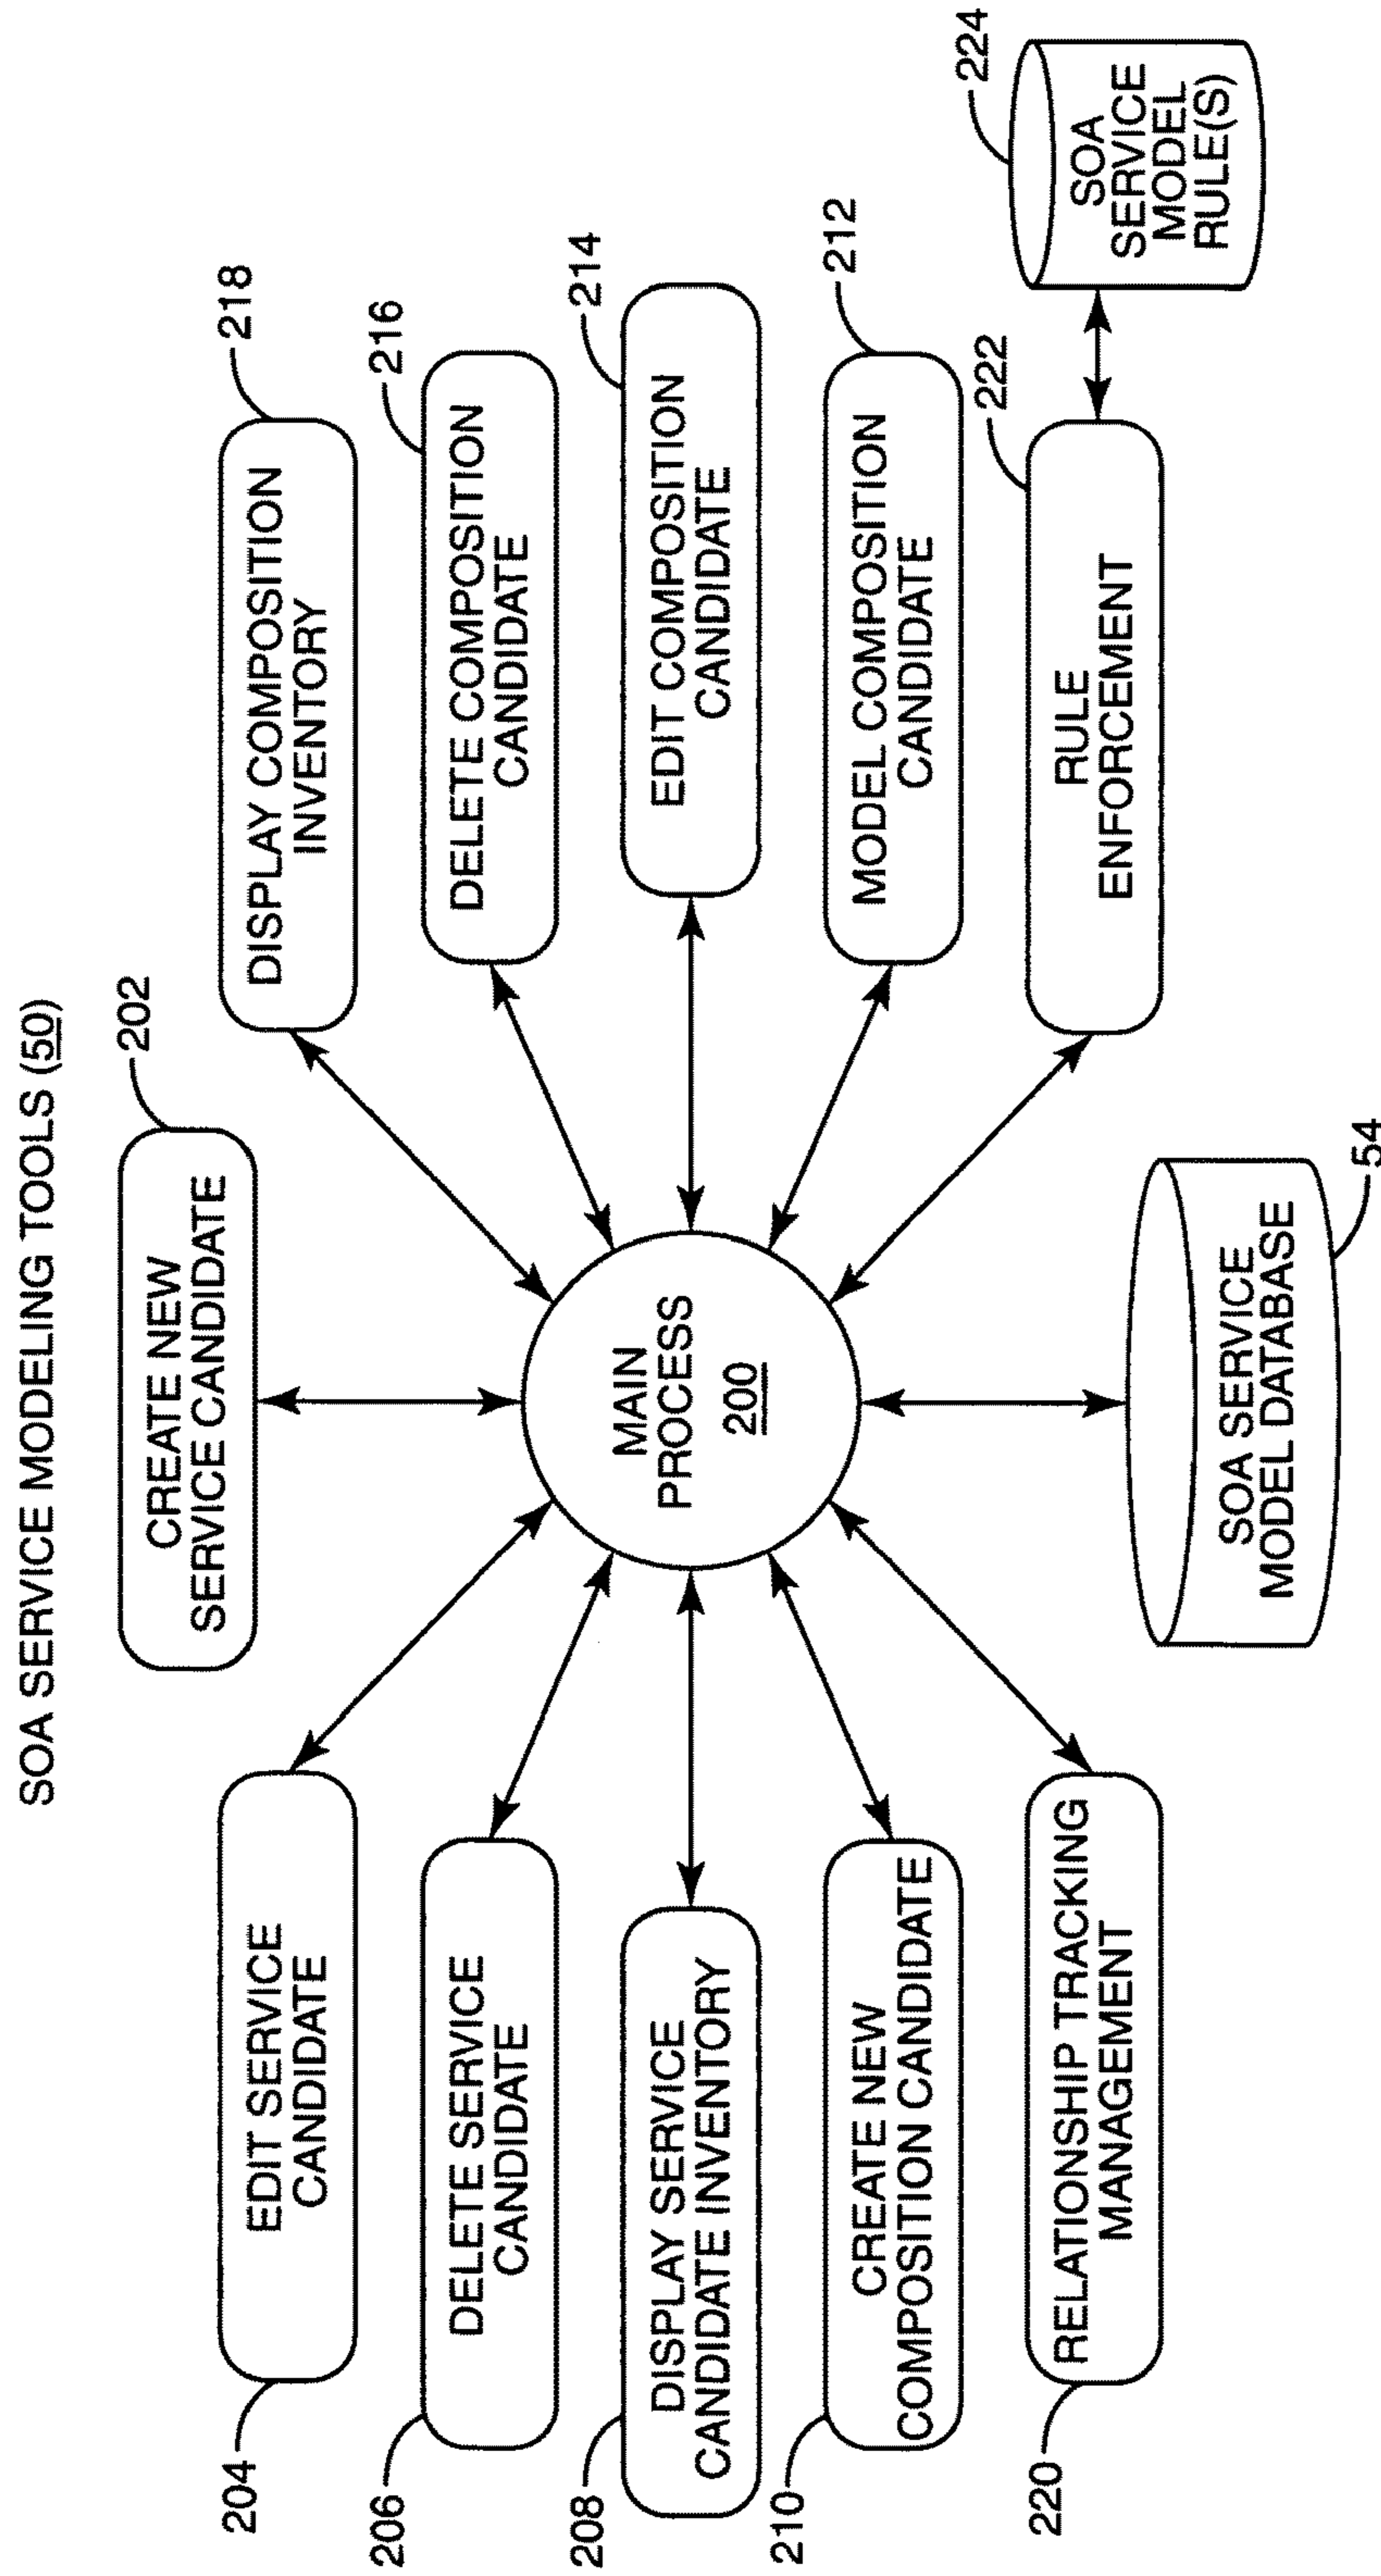 SOA SERVICE MODELING TOOLS (50)
202
CREATE NEW
SERVICE CANDIDATE
204
EDIT SERVICE
CANDIDATE
218
DISPLAY COMPOSITION
INVENTORY
206
DELETE SERVICE
CANDIDATE
216
DELETE COMPOSITION
CANDIDATE
208
DISPLAY SERVICE
CANDIDATE INVENTORY
MAIN
PROCESS
200
214
EDIT COMPOSITION
CANDIDATE
210
CREATE NEW
COMPOSITION CANDIDATE
212
MODEL COMPOSITION
CANDIDATE
220
RELATIONSHIP TRACKING
MANAGEMENT
222
RULE
ENFORCEMENT
224
SOA
SERVICE
MODEL
RULE(S)
SOA SERVICE
MODEL DATABASE
54